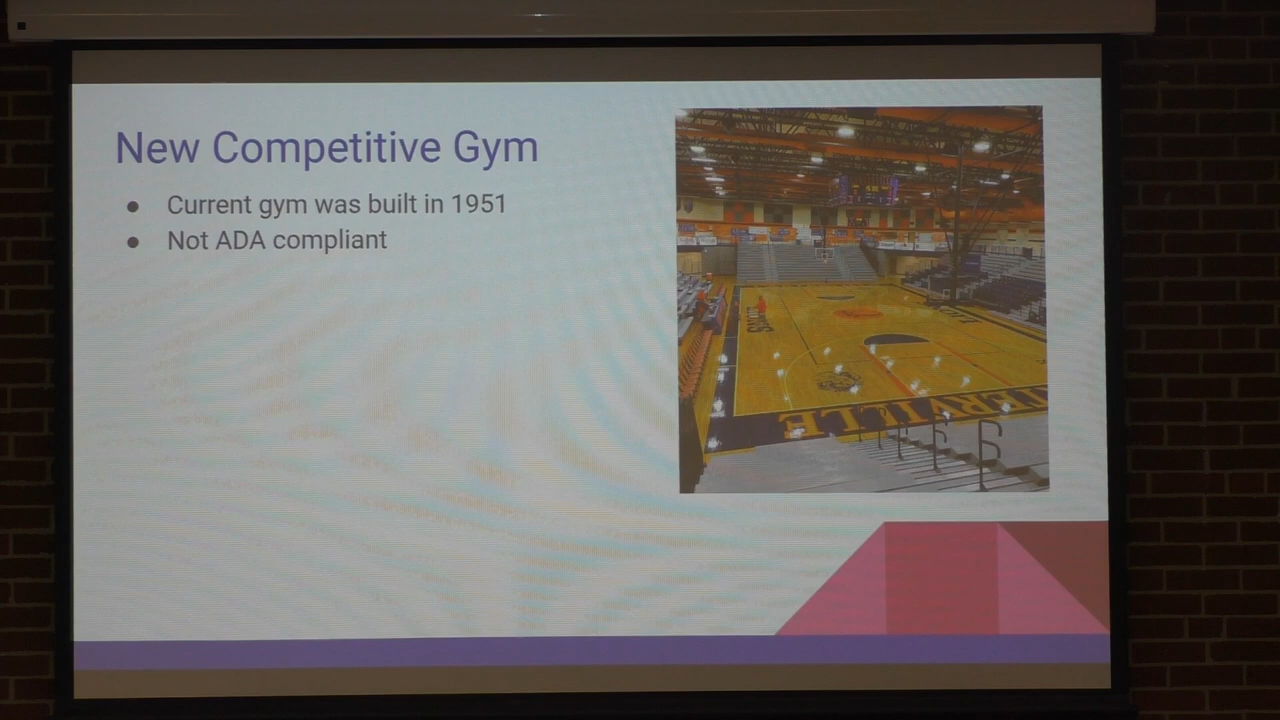 New Competitive Gym
● Current gym was built in 1951
● Not ADA compliant